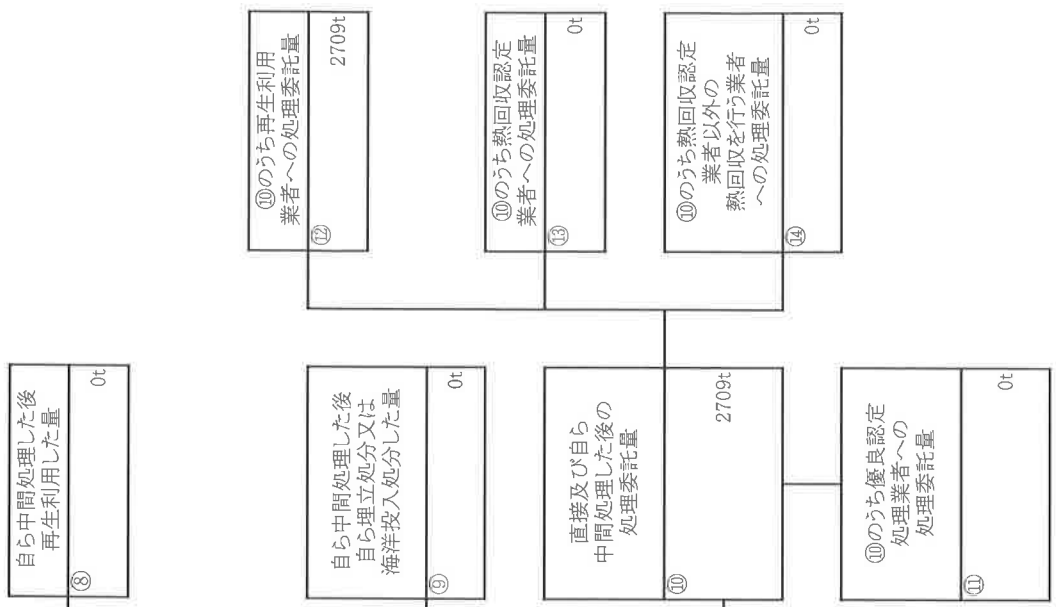 自ら中間処理した後
再生利用した量
⑧
0t
自ら中間処理した後
自ら埋立処分又は
海洋投入処分した量
⑨
0t
直接及び自ら
中間処理した後の
処理委託量
⑩
2709t
⑩のうち優良認定
処理業者への
処理委託量
⑪
0t
⑩のうち再生利用
業者への処理委託量
⑫
2709t
⑩のうち熱回収認定
業者への処理委託量
⑬
0t
⑩のうち熱回収認定
業者以外の
熱回収を行う業者
への処理委託量
⑭
0t